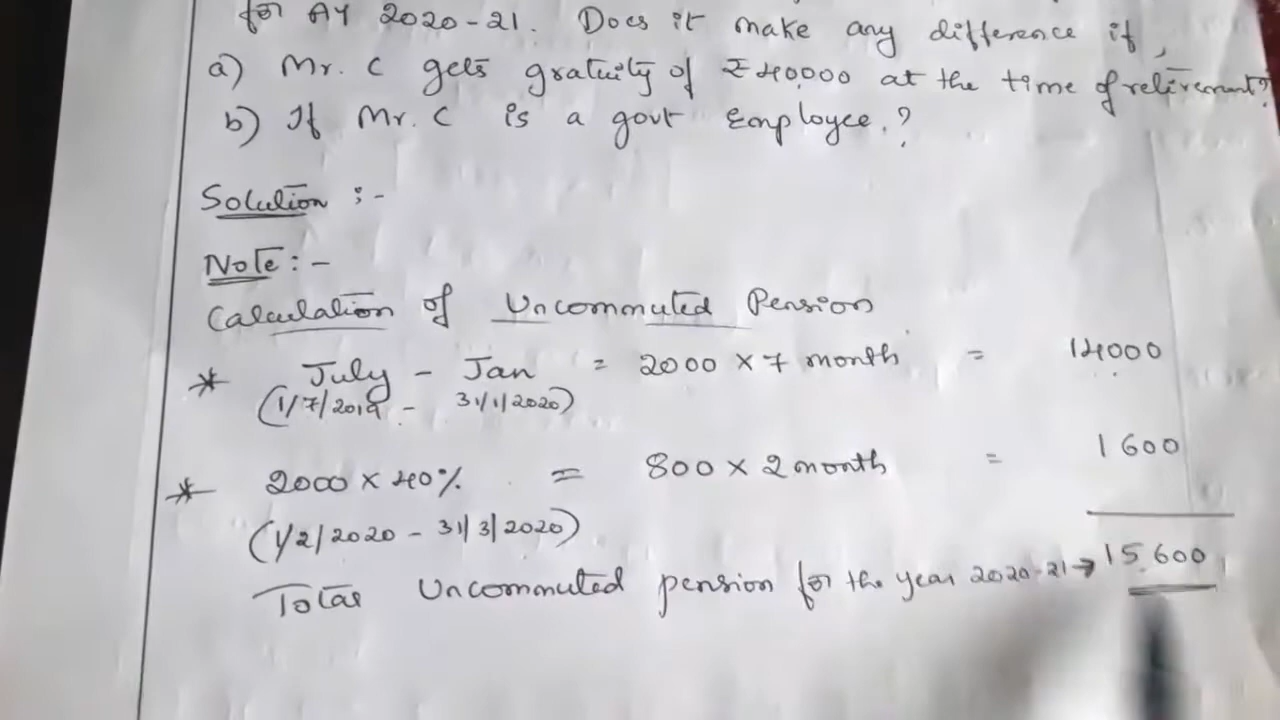 for AY 2020-21. Does it make any difference if,
a) Mr. C gets gratuity of ₹40000 at the time of retirement?
b) If Mr. C is a govt Employee.?
Solution :-
Note :-
Calculation of Uncommuted Pension
* July - Jan = 2000 x 7 month = 14000
(1/7/2019 - 31/1/2020)
* 2000 x 40% = 800 x 2 month = 1600
(1/2/2020 - 31/3/2020)
Total Uncommuted pension for the year 2020-21 → 15,600